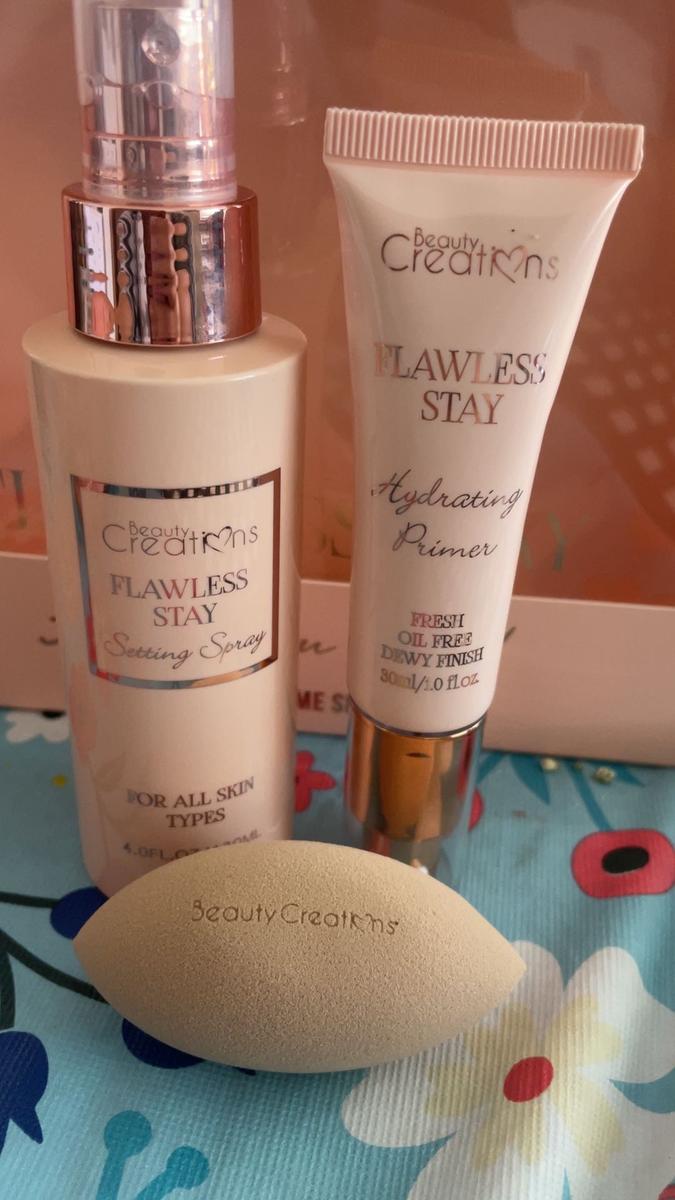 Beauty
Creations
FLAWLESS
STAY
Setting Spray
FOR ALL SKIN
TYPES
Beauty
Creations
FLAWLESS
STAY
Hydrating
Primer
FRESH
OIL FREE
DEWY FINISH
30ml/1.0 fl.oz.
Beauty Creations